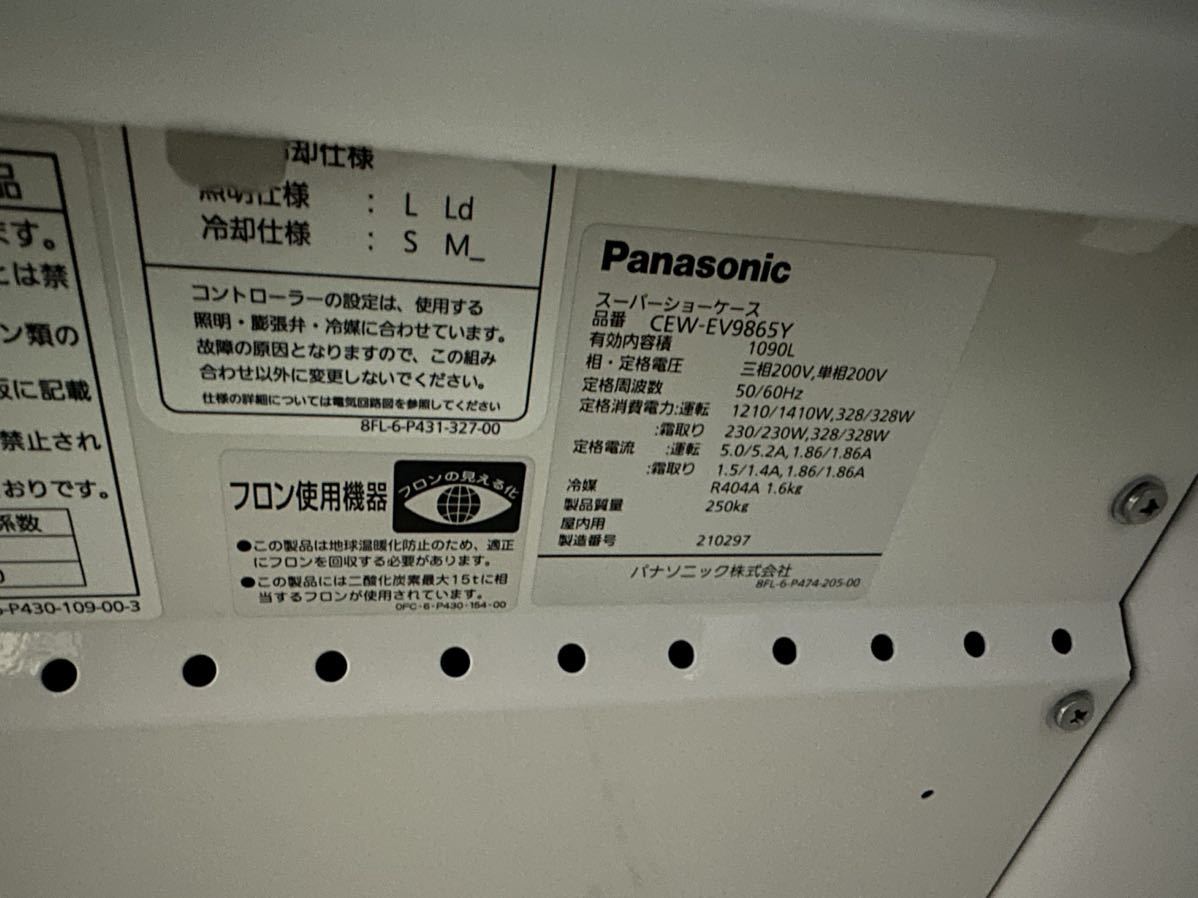 品
ます。
とは禁
ン類の
板に記載
禁止され
おりです。
係数
-P430-109-00-3
却仕様
照明仕様 : L Ld
冷却仕様 : S M_
コントローラーの設定は、使用する
照明・膨張弁・冷媒に合わせています。
故障の原因となりますので、この組み
合わせ以外に変更しないでください。
仕様の詳細については電気回路図を参照してください
8FL-6-P431-327-00
フロン使用機器
フロンの見える化
●この製品は地球温暖化防止のため、適正
にフロンを回収する必要があります。
●この製品には二酸化炭素最大15tに相
当するフロンが使用されています。
0FC-6-P430-154-00
Panasonic
スーパーショーケース
品番 CEW-EV9865Y
有効内容積 1090L
相・定格電圧 三相200V,単相200V
定格周波数 50/60Hz
定格消費電力:運転 1210/1410W,328/328W
:霜取り 230/230W,328/328W
定格電流 :運転 5.0/5.2A,1.86/1.86A
:霜取り 1.5/1.4A,1.86/1.86A
冷媒 R404A 1.6kg
製品質量 250kg
屋内用
製造番号 210297
パナソニック株式会社
8FL-6-P474-205-00